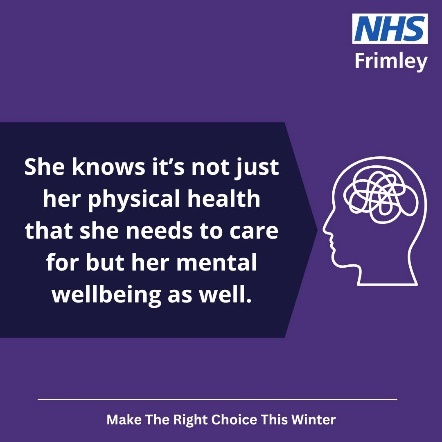 NHS
Frimley
She knows it’s not just
her physical health
that she needs to care
for but her mental
wellbeing as well.
Make The Right Choice This Winter